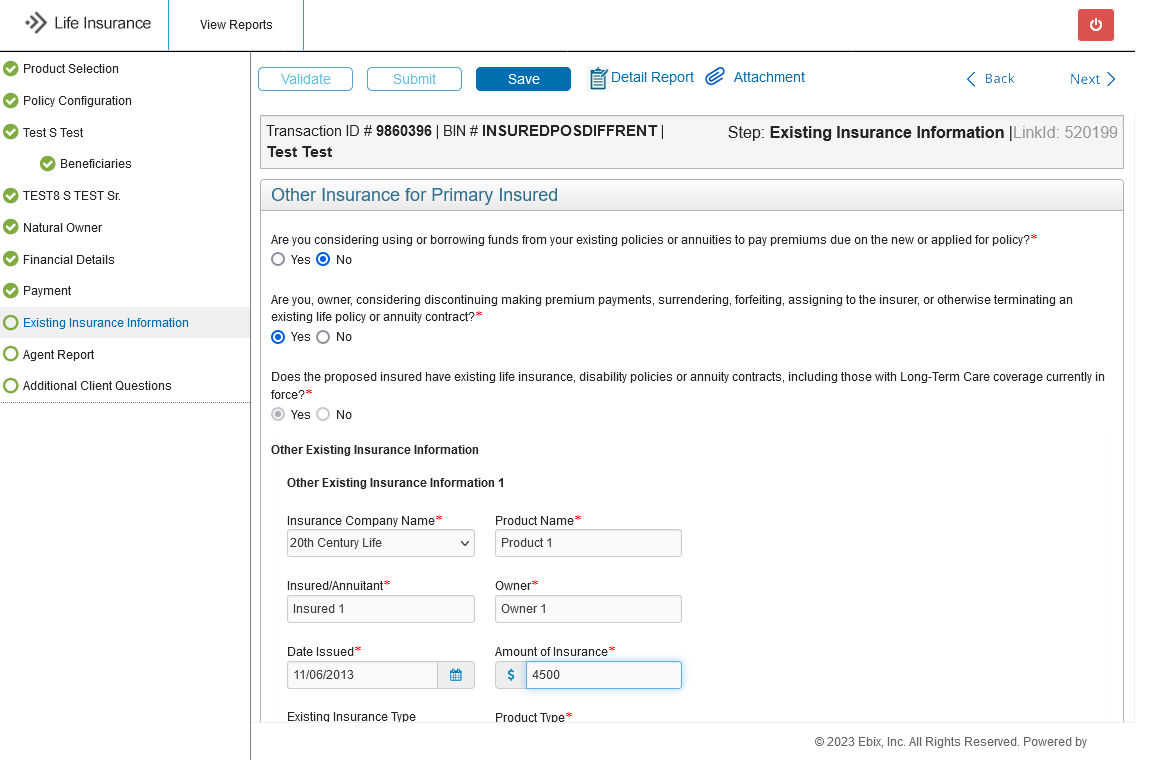 Life Insurance
View Reports
Product Selection
Policy Configuration
Test S Test
Beneficiaries
TEST8 S TEST Sr.
Natural Owner
Financial Details
Payment
Existing Insurance Information
Agent Report
Additional Client Questions
Validate Submit Save Detail Report Attachment Back Next
Transaction ID # 9860396 | BIN # INSUREDPOSDIFFRENT |
Test Test
Step: Existing Insurance Information |LinkId: 520199
Other Insurance for Primary Insured
Are you considering using or borrowing funds from your existing policies or annuities to pay premiums due on the new or applied for policy?*
Yes No
Are you, owner, considering discontinuing making premium payments, surrendering, forfeiting, assigning to the insurer, or otherwise terminating an
existing life policy or annuity contract?*
Yes No
Does the proposed insured have existing life insurance, disability policies or annuity contracts, including those with Long-Term Care coverage currently in
force?*
Yes No
Other Existing Insurance Information
Other Existing Insurance Information 1
Insurance Company Name* Product Name*
20th Century Life Product 1
Insured/Annuitant* Owner*
Insured 1 Owner 1
Date Issued* Amount of Insurance*
11/06/2013 $ 4500
Existing Insurance Type Product Type*
© 2023 Ebix, Inc. All Rights Reserved. Powered by